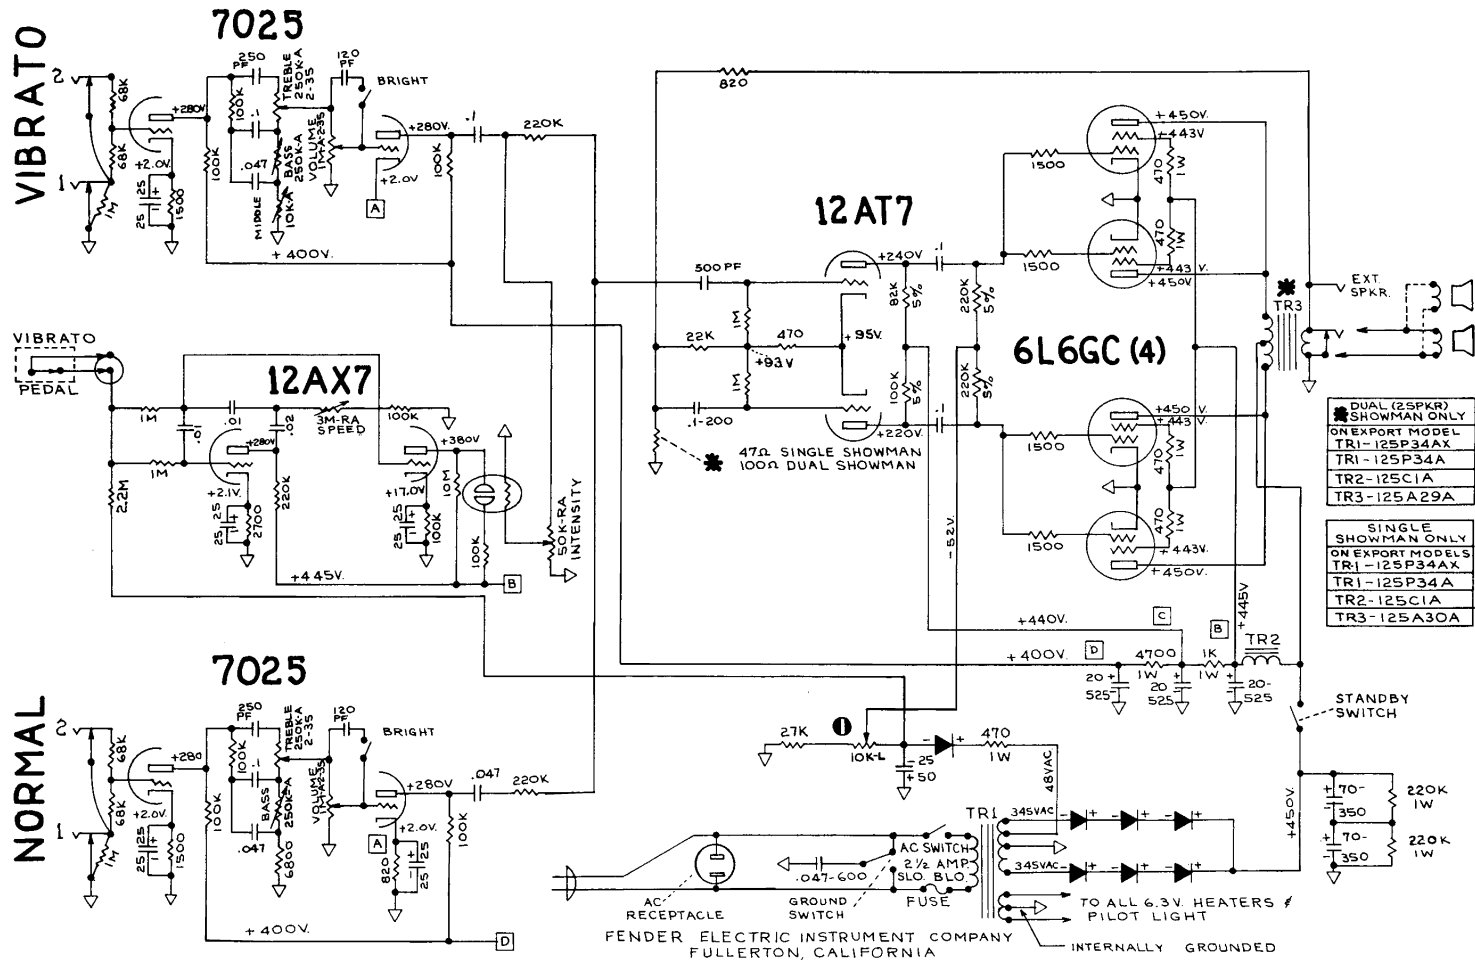 VIBRATO
7025
2
68K
68K
1
1M
+280V
+2.0V.
25 25
1500
100K
250
PF
100K
.1
.047
TREBLE
250K-A
2-35
BASS
250K-A
MIDDLE
10K-A
VOLUME
1M-A-2-35
120
PF
BRIGHT
+280V.
+2.0V
A
100K
.1
220K
+400V.
VIBRATO
PEDAL
12AX7
1M
.01
.01
.02
3M-RA
SPEED
100K
1M
2.2M
+280V
+2.1V.
25 25
2700
220K
+380V
+17.0V
25 25
100K
10M
100K
50K-RA
INTENSITY
+445V.
B
NORMAL
7025
2
68K
68K
1
1M
+280
+2.0V.
25 25
1500
100K
250
PF
100K
.1
.047
TREBLE
250K-A
2-35
BASS
250K-A
6800
VOLUME
1M-A-2-35
120
PF
BRIGHT
+280V
+2.0V.
A
820
25 25
100K
.047
220K
+400V.
D
820
12AT7
500 PF
1M
22K
470
+93V
+95V.
1M
.1-200
+240V
+220V.
82K
5%
100K
5%
.1
.1
220K
5%
220K
5%
47Ω SINGLE SHOWMAN
100Ω DUAL SHOWMAN
-52V.
6L6GC (4)
1500
1500
1500
1500
+450V.
+443V
470
1W
470
1W
+443 V.
+450V
+450 V.
+443 V.
470
1W
470
1W
+443V.
+450V.
TR3
EXT.
SPKR.
DUAL (2SPKR)
SHOWMAN ONLY
ON EXPORT MODEL
TR1-125P34AX
TR1-125P34A
TR2-125C1A
TR3-125A29A
SINGLE
SHOWMAN ONLY
ON EXPORT MODELS
TR1-125P34AX
TR1-125P34A
TR2-125C1A
TR3-125A30A
+440V.
+400V.
D
C
B
+445V
TR2
4700
1W
1K
1W
20
525
20
525
20-
525
STANDBY
SWITCH
+450V.
70-
350
70-
350
220K
1W
220K
1W
27K
10K-L
25
50
470
1W
48VAC
TR1
345VAC
345VAC
AC SWITCH
2 ½ AMP.
SLO. BLO.
FUSE
.047-600
GROUND
SWITCH
AC
RECEPTACLE
TO ALL 6.3 V. HEATERS &
PILOT LIGHT
INTERNALLY GROUNDED
FENDER ELECTRIC INSTRUMENT COMPANY
FULLERTON, CALIFORNIA